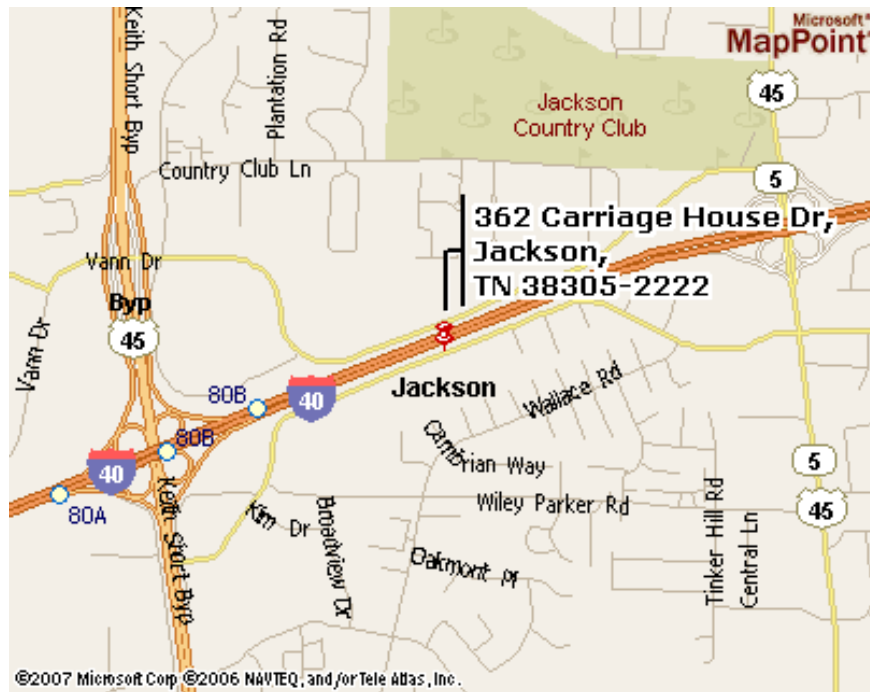 Microsoft®
MapPoint®
Keith Short Byp
Plantation Rd
45
Jackson
Country Club
Country Club Ln
5
362 Carriage House Dr,
Jackson,
TN 38305-2222
Vann Dr
Byp
45
Vann Dr
80B
40
Jackson
Wallace Rd
80B
Cambrian Way
40
5
80A
Keith Short Byp
Kim Dr
Broadview Dr
Wiley Parker Rd
45
Oakmont Pl
Tinker Hill Rd
Central Ln
©2007 Microsoft Corp ©2006 NAVTEQ, and/or Tele Atlas, Inc.